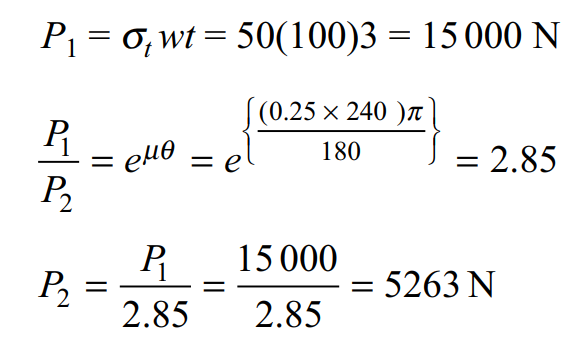 P₁ = σₜ wt = 50(100)3 = 15 000 N
P₁/P₂ = e^{μθ} = e^{{(0.25 × 240 )π/180}} = 2.85
P₂ = P₁/2.85 = 15 000/2.85 = 5263 N